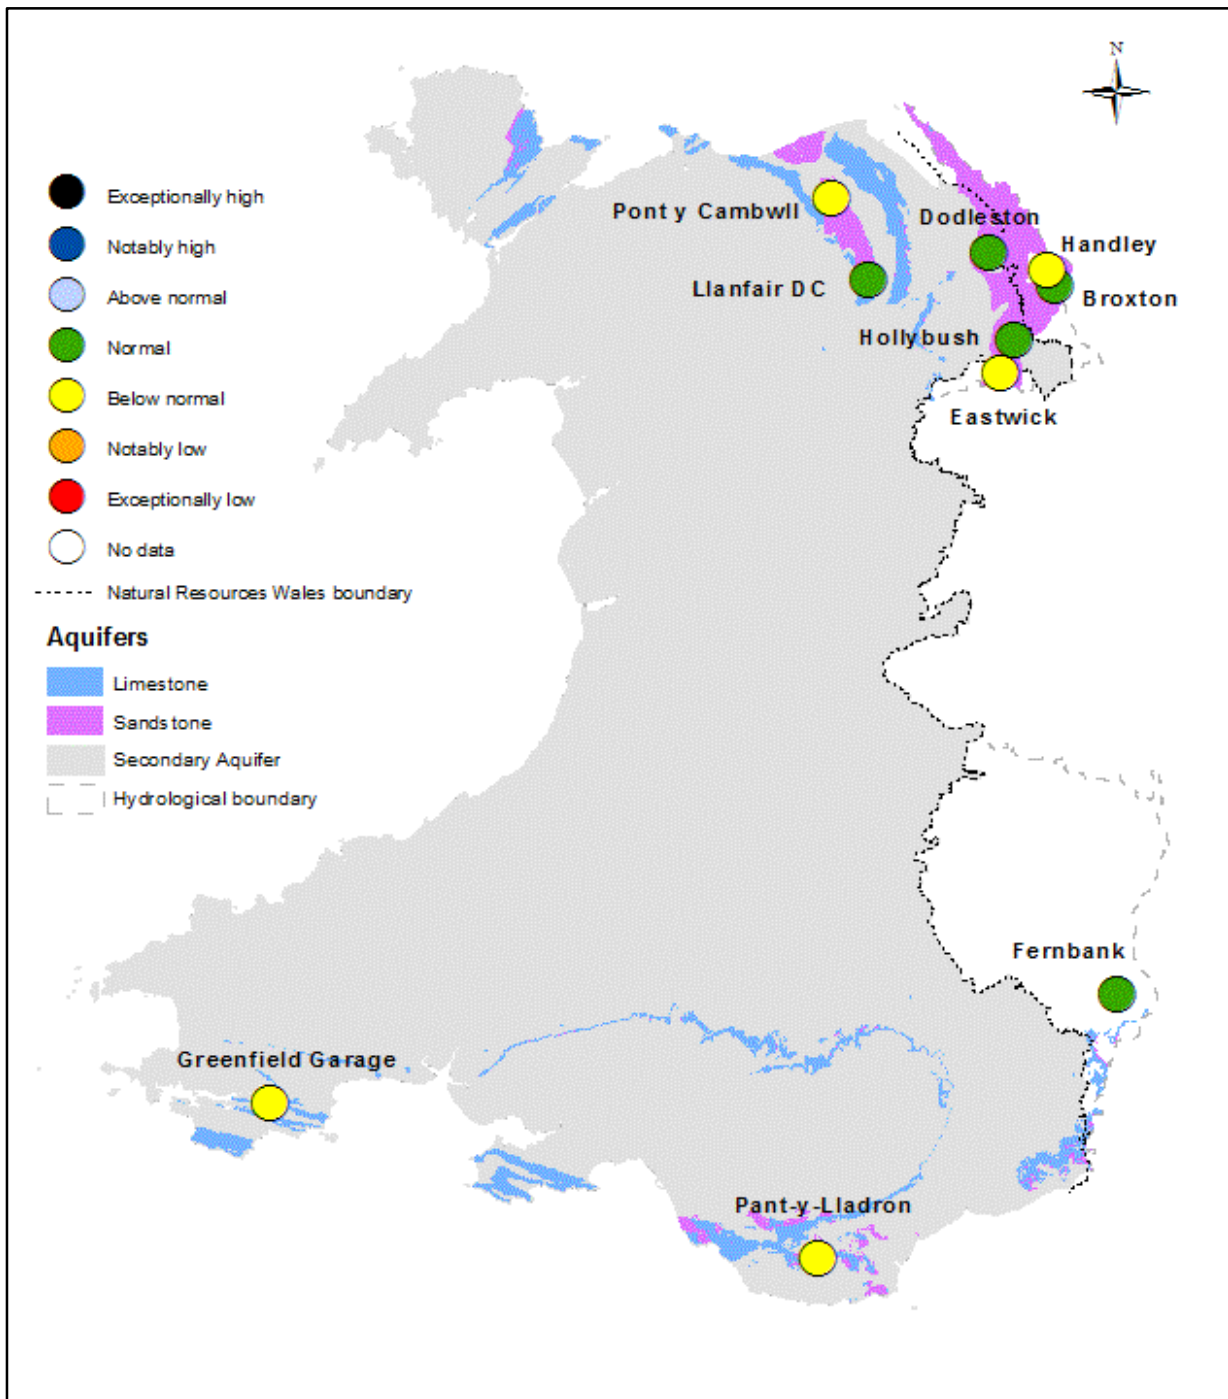 N
Exceptionally high
Notably high
Above normal
Normal
Below normal
Notably low
Exceptionally low
No data
Natural Resources Wales boundary
Aquifers
Limestone
Sandstone
Secondary Aquifer
Hydrological boundary
Pont y Cambwll
Dodleston
Handley
Llanfair DC
Broxton
Hollybush
Eastwick
Fernbank
Greenfield Garage
Pant-y-Lladron